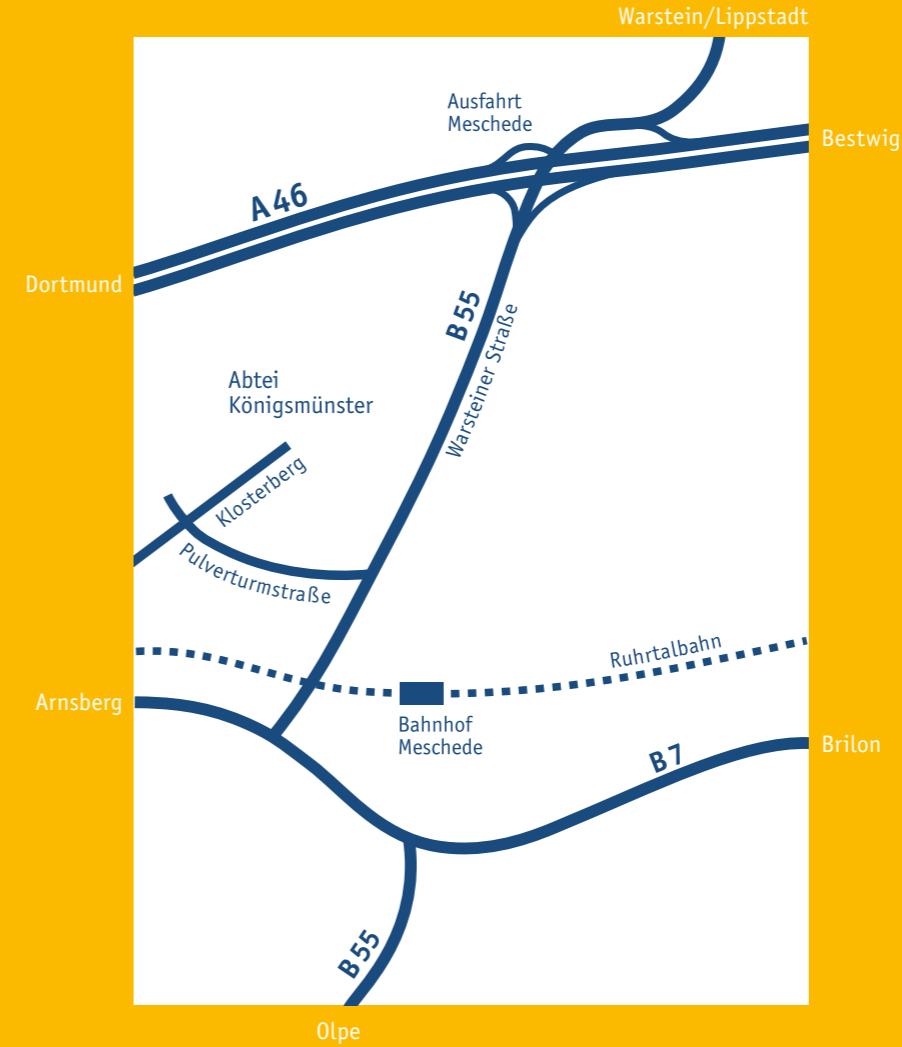 Warstein/Lippstadt
Ausfahrt
Meschede
Bestwig
A 46
Dortmund
B 55
Warsteiner Straße
Abtei
Königsmünster
Klosterberg
Pulverturmstraße
Ruhrtalbahn
Arnsberg
Bahnhof
Meschede
Brilon
B 7
B 55
Olpe